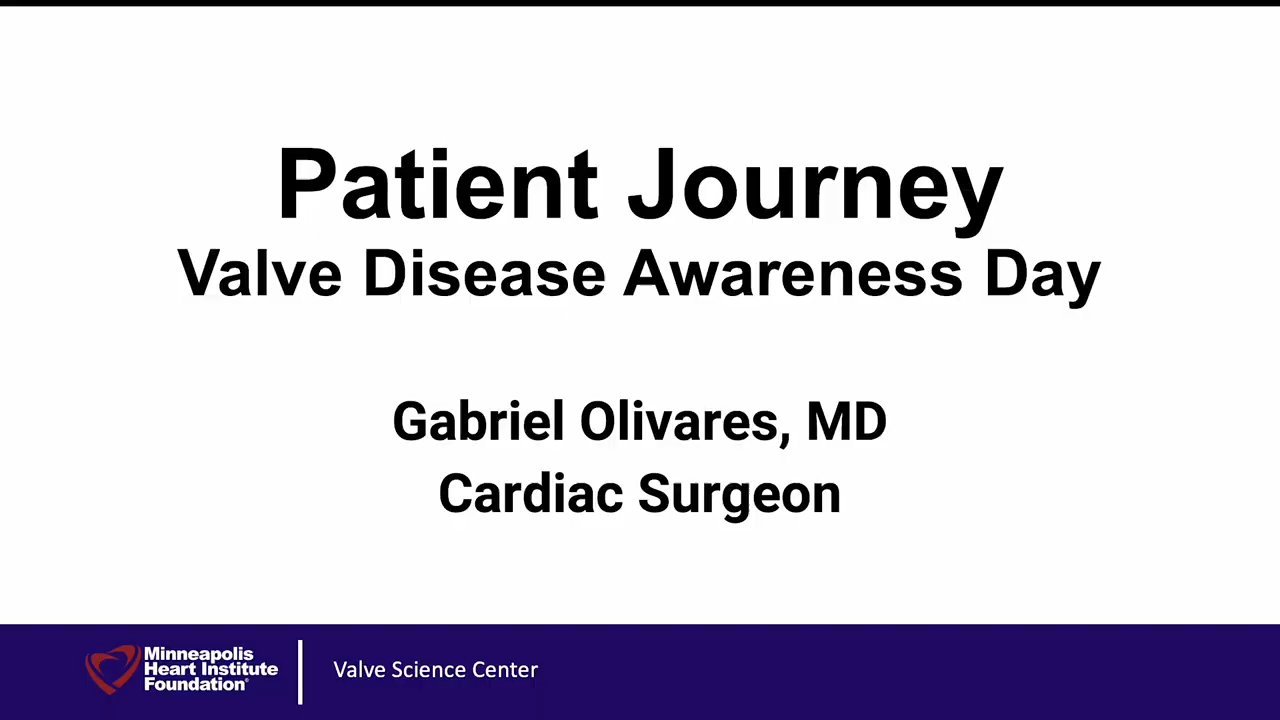 Patient Journey
Valve Disease Awareness Day
Gabriel Olivares, MD
Cardiac Surgeon
Minneapolis
Heart Institute
Foundation®
Valve Science Center